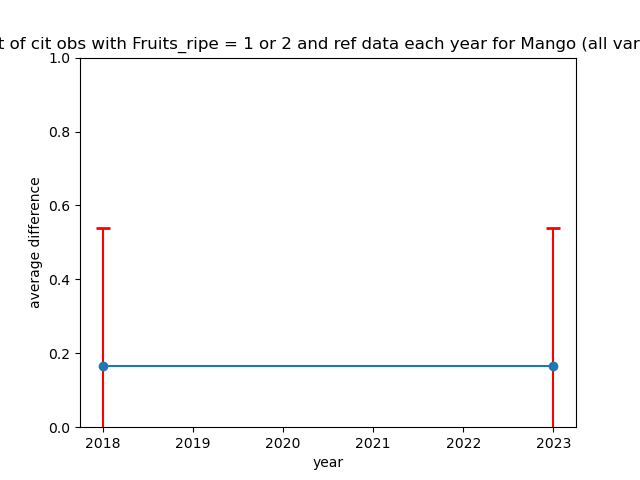 t of cit obs with Fruits_ripe = 1 or 2 and ref data each year for Mango (all var
1.0
0.8
0.6
0.4
0.2
0.0
average difference
2018 2019 2020 2021 2022 2023
year